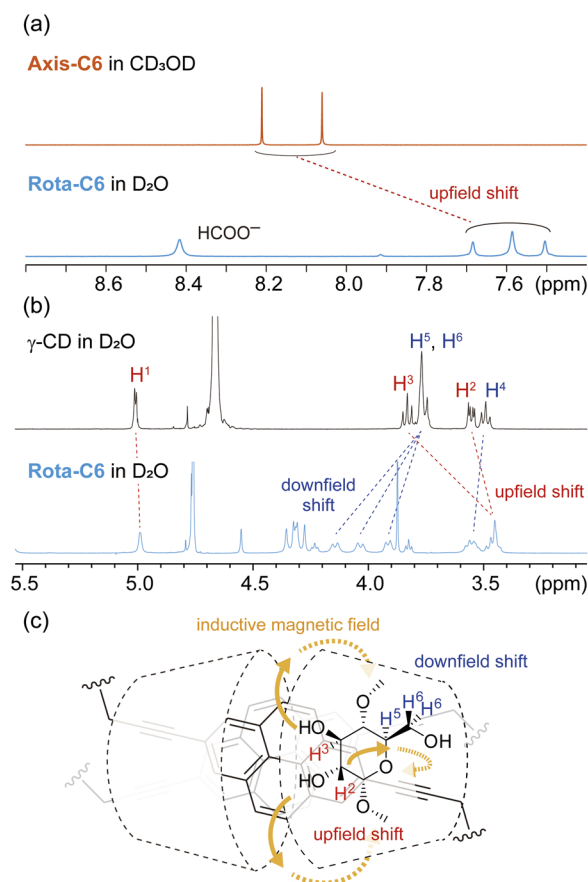 (a)
Axis-C6 in CD₃OD
Rota-C6 in D₂O
HCOO⁻
upfield shift
8.6 8.4 8.2 8.0 7.8 7.6 (ppm)
(b)
γ-CD in D₂O
H¹
H³
H⁵, H⁶
H²
H⁴
Rota-C6 in D₂O
downfield
shift
upfield shift
5.5 5.0 4.5 4.0 3.5 (ppm)
(c)
inductive magnetic field
downfield shift
O
H⁶
HO
H⁵
H⁶
H³
OH
HO
O
H²
O
upfield shift